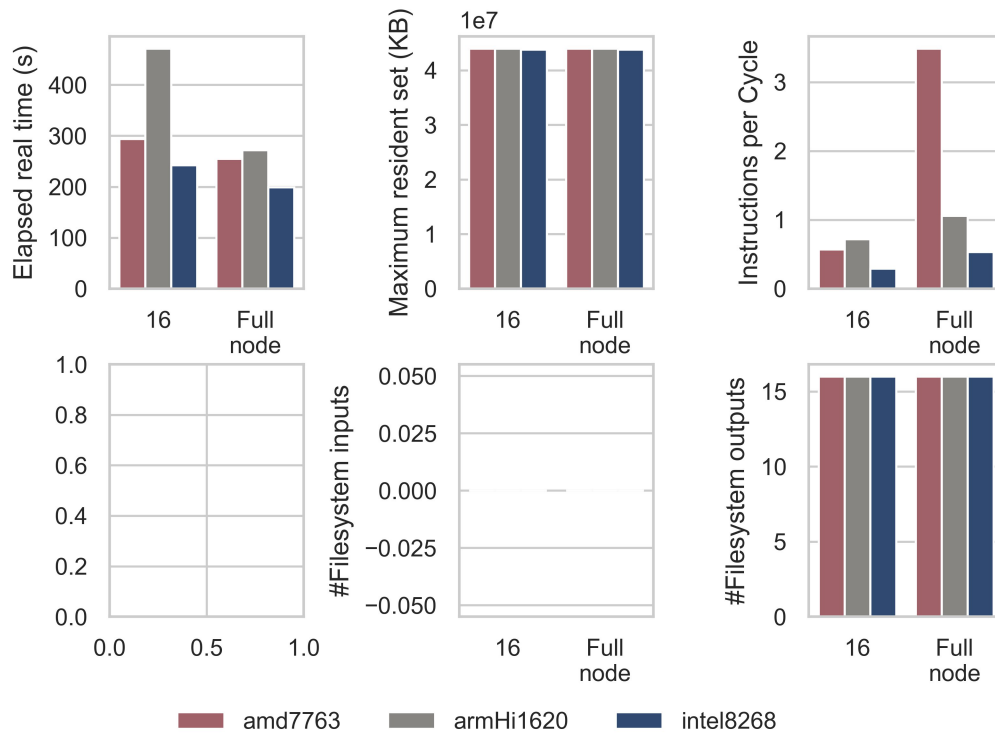 Elapsed real time (s)
400
300
200
100
0
16
Full
node
1e7
Maximum resident set (KB)
4
3
2
1
0
16
Full
node
Instructions per Cycle
3
2
1
0
16
Full
node
1.0
0.8
0.6
0.4
0.2
0.0
0.0
0.5
1.0
#Filesystem inputs
0.050
0.025
0.000
−0.025
−0.050
16
Full
node
#Filesystem outputs
15
10
5
0
16
Full
node
amd7763
armHi1620
intel8268